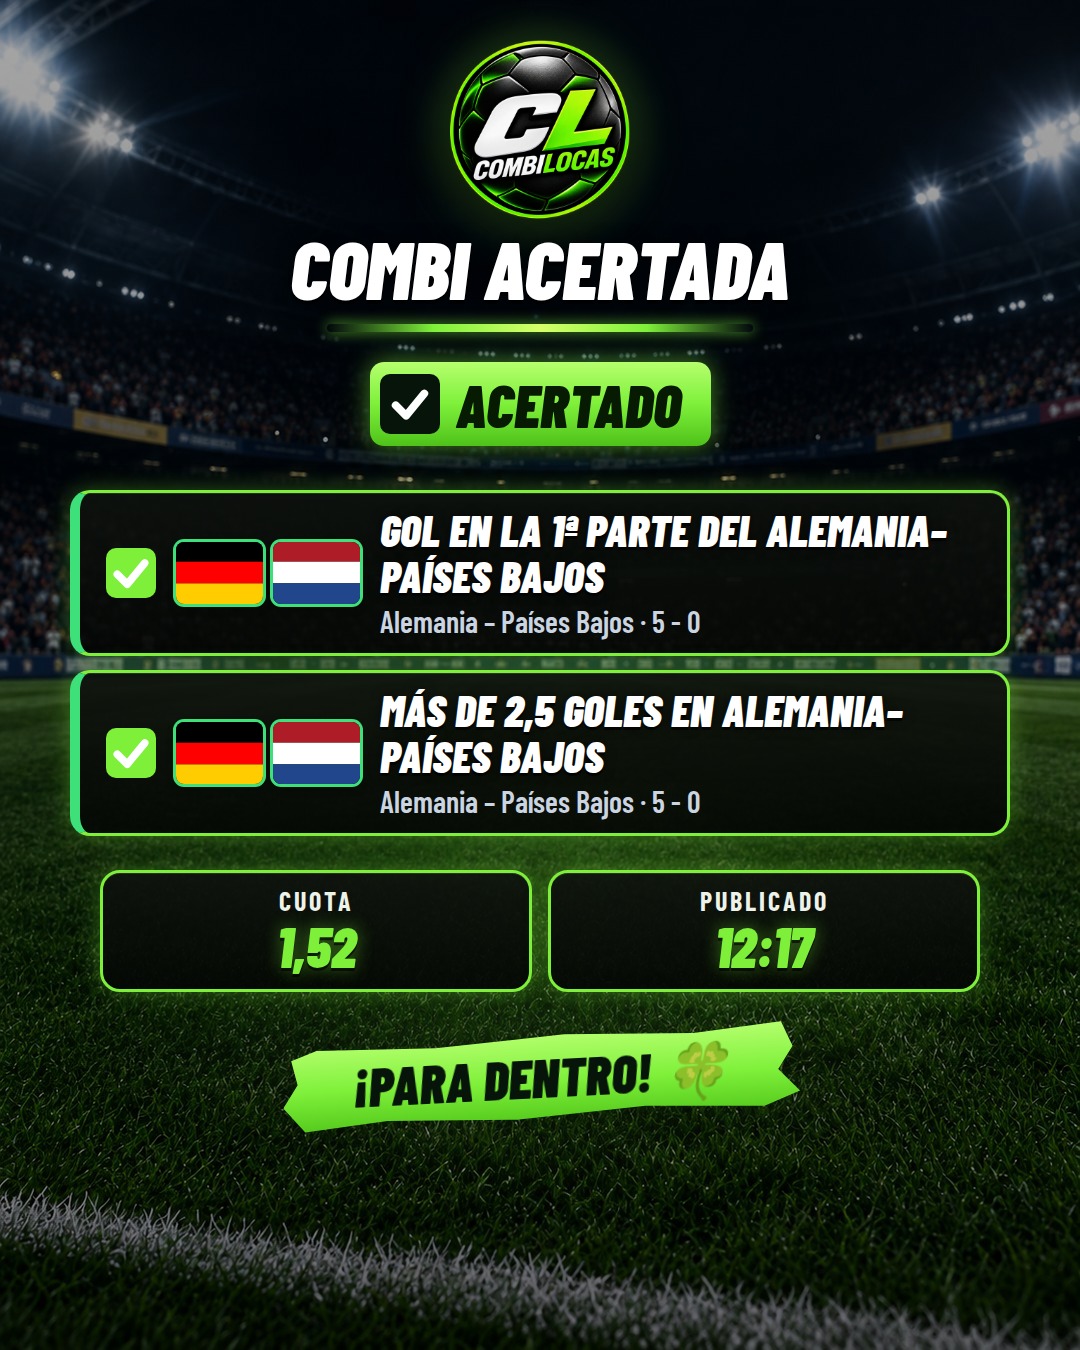 CL
COMBILOCAS
COMBI ACERTADA
ACERTADO
GOL EN LA 1ª PARTE DEL ALEMANIA–
PAÍSES BAJOS
Alemania – Países Bajos · 5 - 0
MÁS DE 2,5 GOLES EN ALEMANIA–
PAÍSES BAJOS
Alemania – Países Bajos · 5 - 0
CUOTA
1,52
PUBLICADO
12:17
¡PARA DENTRO! 🍀